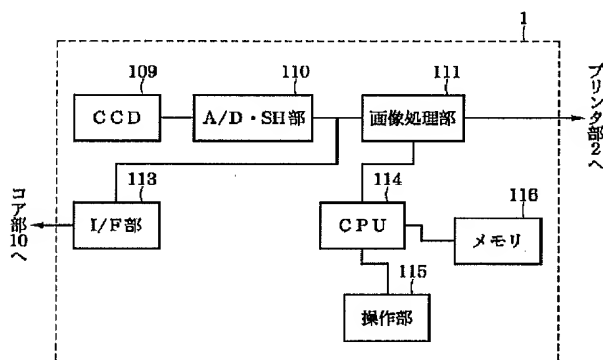 1
109
110
111
CCD
A/D・SH部
画像処理部
プリンタ部2へ
113
114
116
コア部10へ
I/F部
CPU
メモリ
115
操作部